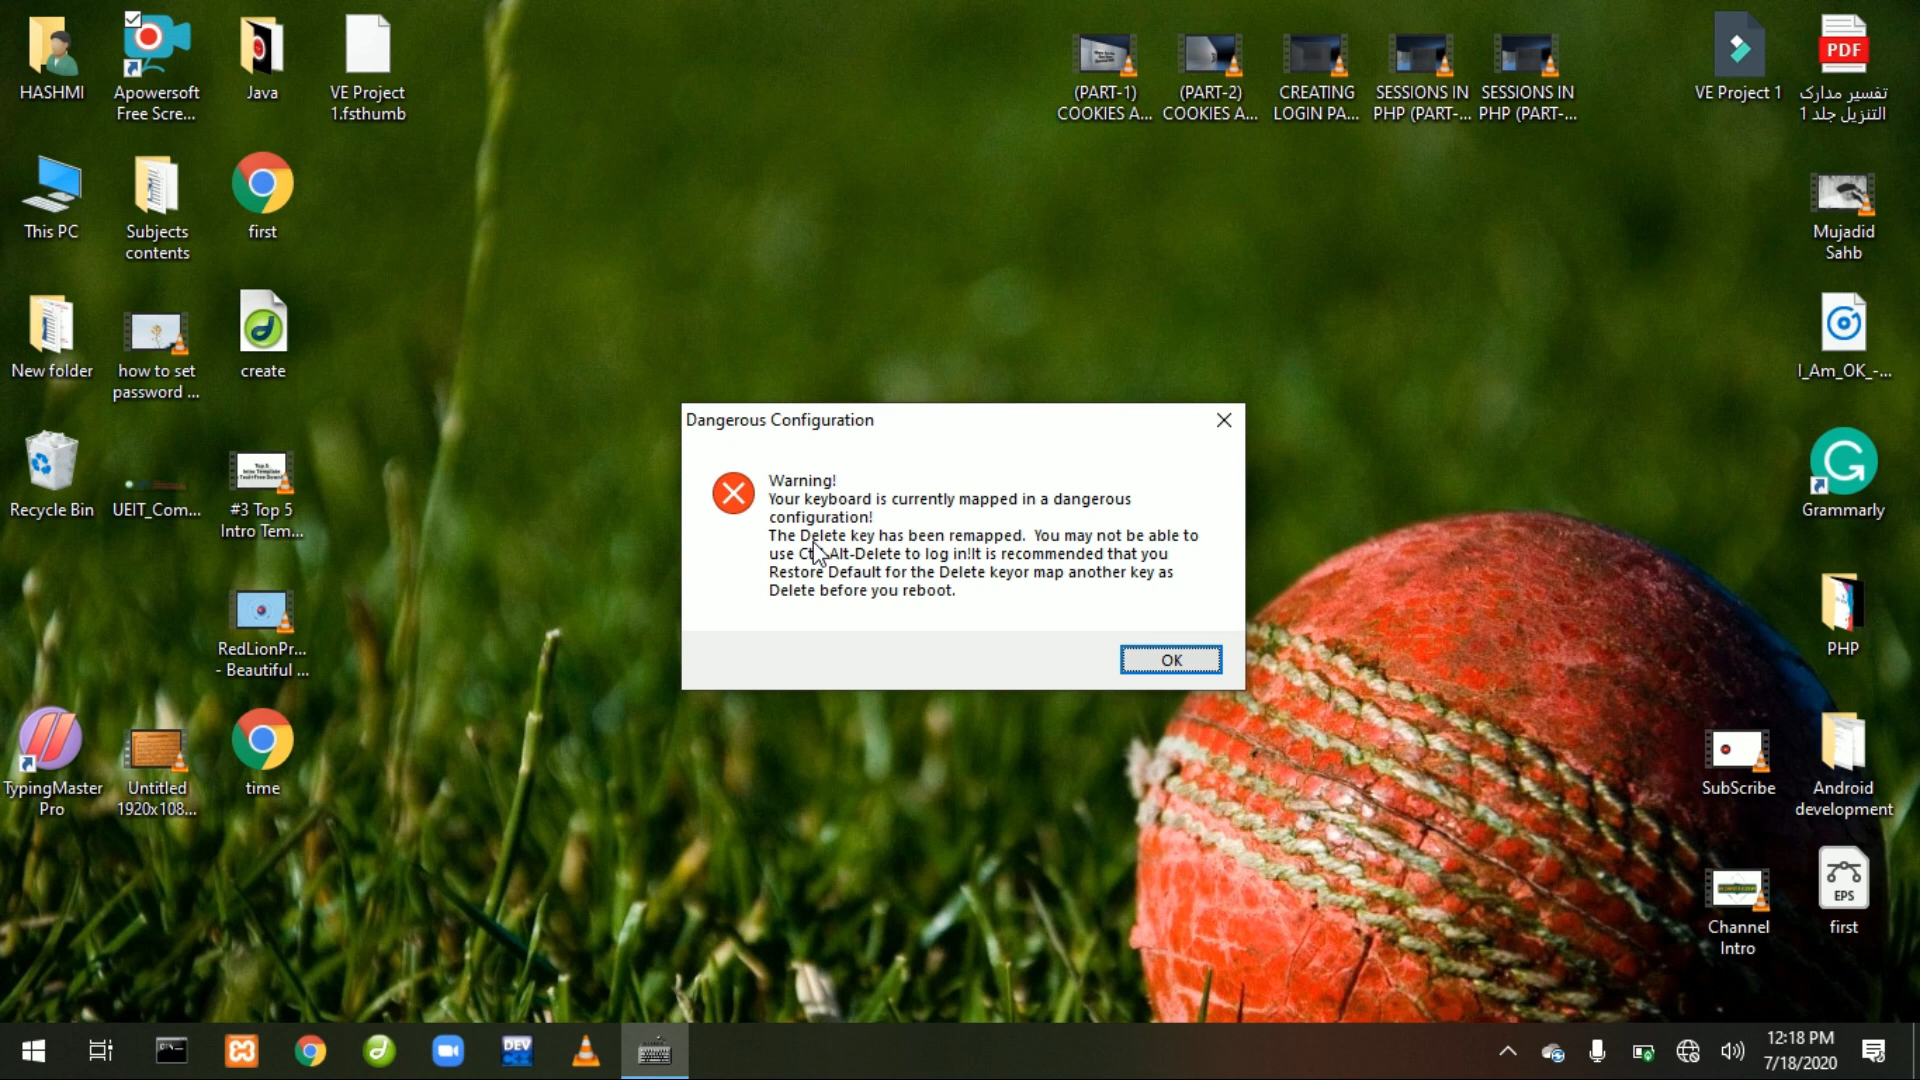 HASHMI
Apowersoft
Free Scre...
Java
VE Project
1.fsthumb
(PART-1)
COOKIES A...
(PART-2)
COOKIES A...
CREATING
LOGIN PA...
SESSIONS IN
PHP (PART-...
SESSIONS IN
PHP (PART-...
VE Project 1
PDF
تفسير مدارک
التنزيل جلد 1
This PC
Subjects
contents
first
Mujadid
Sahb
New folder
how to set
password ...
create
I_Am_OK_-...
Dangerous Configuration
Warning!
Your keyboard is currently mapped in a dangerous
configuration!
The Delete key has been remapped.  You may not be able to
use Alt-Delete to log in!It is recommended that you
Restore Default for the Delete keyor map another key as
Delete before you reboot.
OK
Recycle Bin
UEIT_Com...
Top 5
#3 Top 5
Intro Tem...
Grammarly
RedLionPr...
- Beautiful ...
PHP
TypingMaster
Pro
Untitled
1920x108...
time
SubScribe
Android
development
Channel
Intro
EPS
first
DEV
C++
12:18 PM
7/18/2020